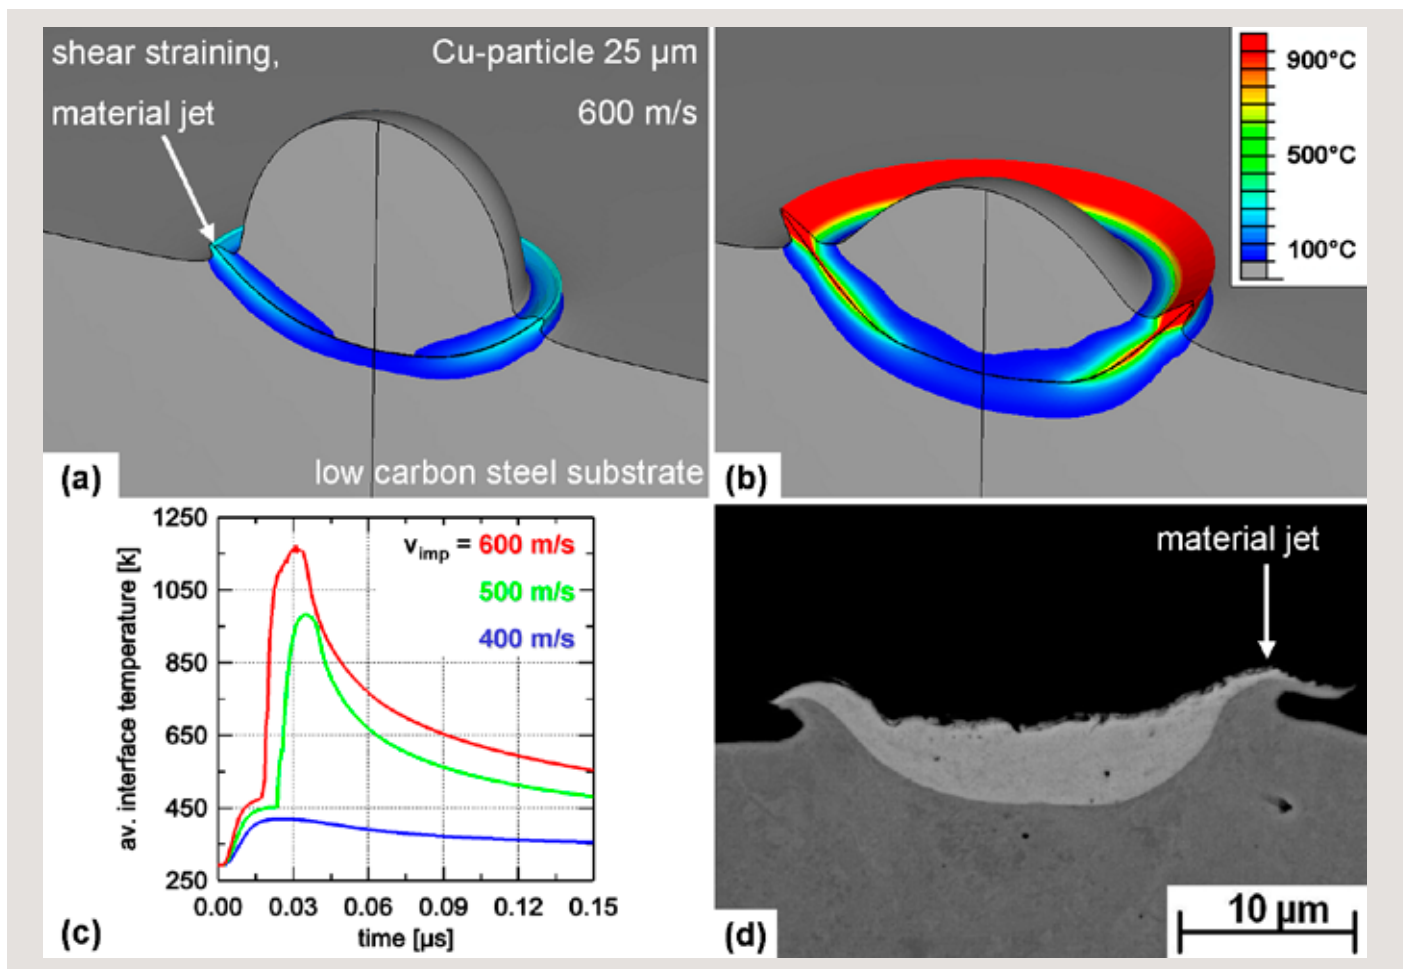 shear straining,
Cu-particle 25 µm
material jet
600 m/s
low carbon steel substrate
(a)
900°C
500°C
100°C
(b)
1250
1050
850
650
450
250
av. interface temperature [k]
v_imp = 600 m/s
500 m/s
400 m/s
0.00 0.03 0.06 0.09 0.12 0.15
time [µs]
(c)
material jet
10 µm
(d)